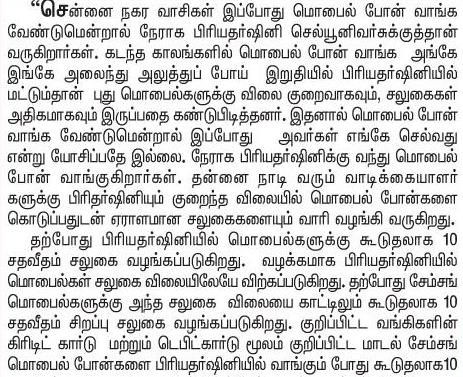 “சென்னை நகர வாசிகள் இப்போது மொபைல் போன் வாங்க
வேண்டுமென்றால் நேராக பிரியதர்ஷினி செல்யூனிவர்சுக்குத்தான்
வருகிறார்கள். கடந்த காலங்களில் மொபைல் போன் வாங்க அங்கே
இங்கே அலைந்து அலுத்துப் போய் இறுதியில் பிரியதர்ஷினியில்
மட்டும்தான் புது மொபைல்களுக்கு விலை குறைவாகவும், சலுகைகள்
அதிகமாகவும் இருப்பதை கண்டுபிடித்தனர். இதனால் மொபைல் போன்
வாங்க வேண்டுமென்றால் இப்போது அவர்கள் எங்கே செல்வது
என்று யோசிப்பதே இல்லை. நேராக பிரியதர்ஷினிக்கு வந்து மொபைல்
போன் வாங்குகிறார்கள். தன்னை நாடி வரும் வாடிக்கையாளர்
களுக்கு பிரிதர்ஷினியும் குறைந்த விலையில் மொபைல் போன்களை
கொடுப்பதுடன் ஏராளமான சலுகைகளையும் வாரி வழங்கி வருகிறது.
தற்போது பிரியதர்ஷினியில் மொபைல்களுக்கு கூடுதலாக 10
சதவீதம் சலுகை வழங்கப்படுகிறது. வழக்கமாக பிரியதர்ஷினியில்
மொபைல்கள் சலுகை விலையிலேயே விற்கப்படுகிறது. தற்போது சேம்சங்
மொபைல்களுக்கு அந்த சலுகை விலையை காட்டிலும் கூடுதலாக 10
சதவீதம் சிறப்பு சலுகை வழங்கப்படுகிறது. குறிப்பிட்ட வங்கிகளின்
கிரிடிட் கார்டு மற்றும் டெபிட்கார்டு மூலம் குறிப்பிட்ட மாடல் சேம்சங்
மொபைல் போன்களை பிரியதர்ஷினியில் வாங்கும் போது கூடுதலாக10